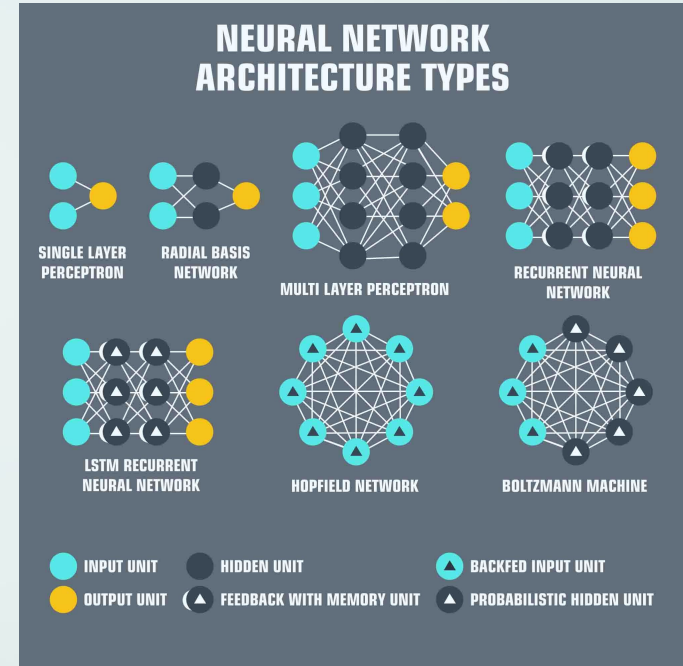 NEURAL NETWORK
ARCHITECTURE TYPES
SINGLE LAYER
PERCEPTRON
RADIAL BASIS
NETWORK
MULTI LAYER PERCEPTRON
RECURRENT NEURAL
NETWORK
LSTM RECURRENT
NEURAL NETWORK
HOPFIELD NETWORK
BOLTZMANN MACHINE
INPUT UNIT
HIDDEN UNIT
BACKFED INPUT UNIT
OUTPUT UNIT
FEEDBACK WITH MEMORY UNIT
PROBABILISTIC HIDDEN UNIT